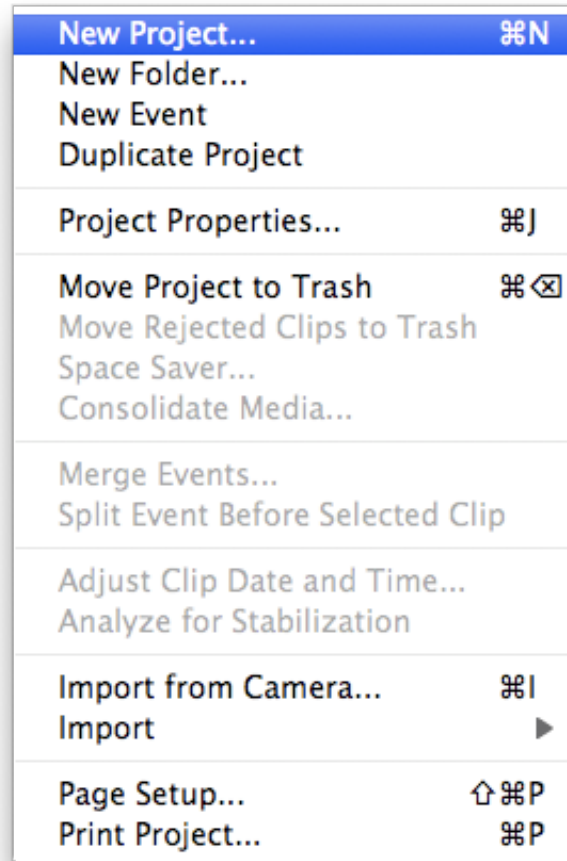 New Project... ⌘N
New Folder...
New Event
Duplicate Project
Project Properties... ⌘J
Move Project to Trash ⌘⌫
Move Rejected Clips to Trash
Space Saver...
Consolidate Media...
Merge Events...
Split Event Before Selected Clip
Adjust Clip Date and Time...
Analyze for Stabilization
Import from Camera... ⌘I
Import ▶
Page Setup... ⇧⌘P
Print Project... ⌘P